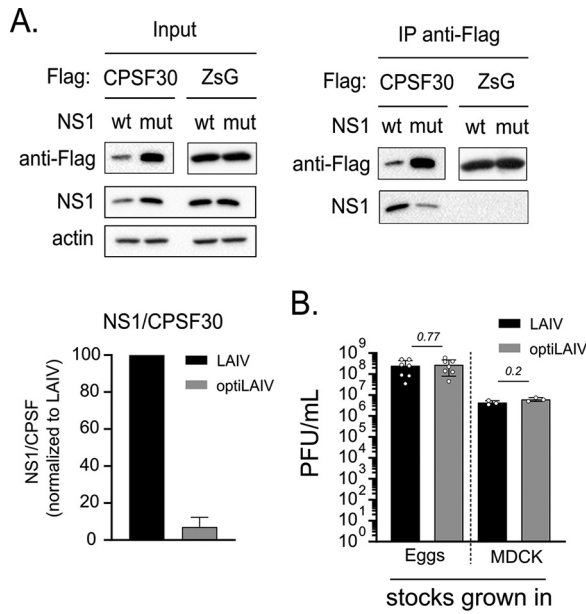 A.
Input
Flag: CPSF30 ZsG
NS1 wt mut wt mut
anti-Flag
NS1
actin
IP anti-Flag
Flag: CPSF30 ZsG
NS1 wt mut wt mut
anti-Flag
NS1
NS1/CPSF30
NS1/CPSF
(normalized to LAIV)
100
80
60
40
20
0
LAIV
optiLAIV
B.
LAIV
optiLAIV
0.77
0.2
PFU/mL
10⁹
10⁸
10⁷
10⁶
10⁵
10⁴
10³
10²
10¹
10⁰
Eggs MDCK
stocks grown in